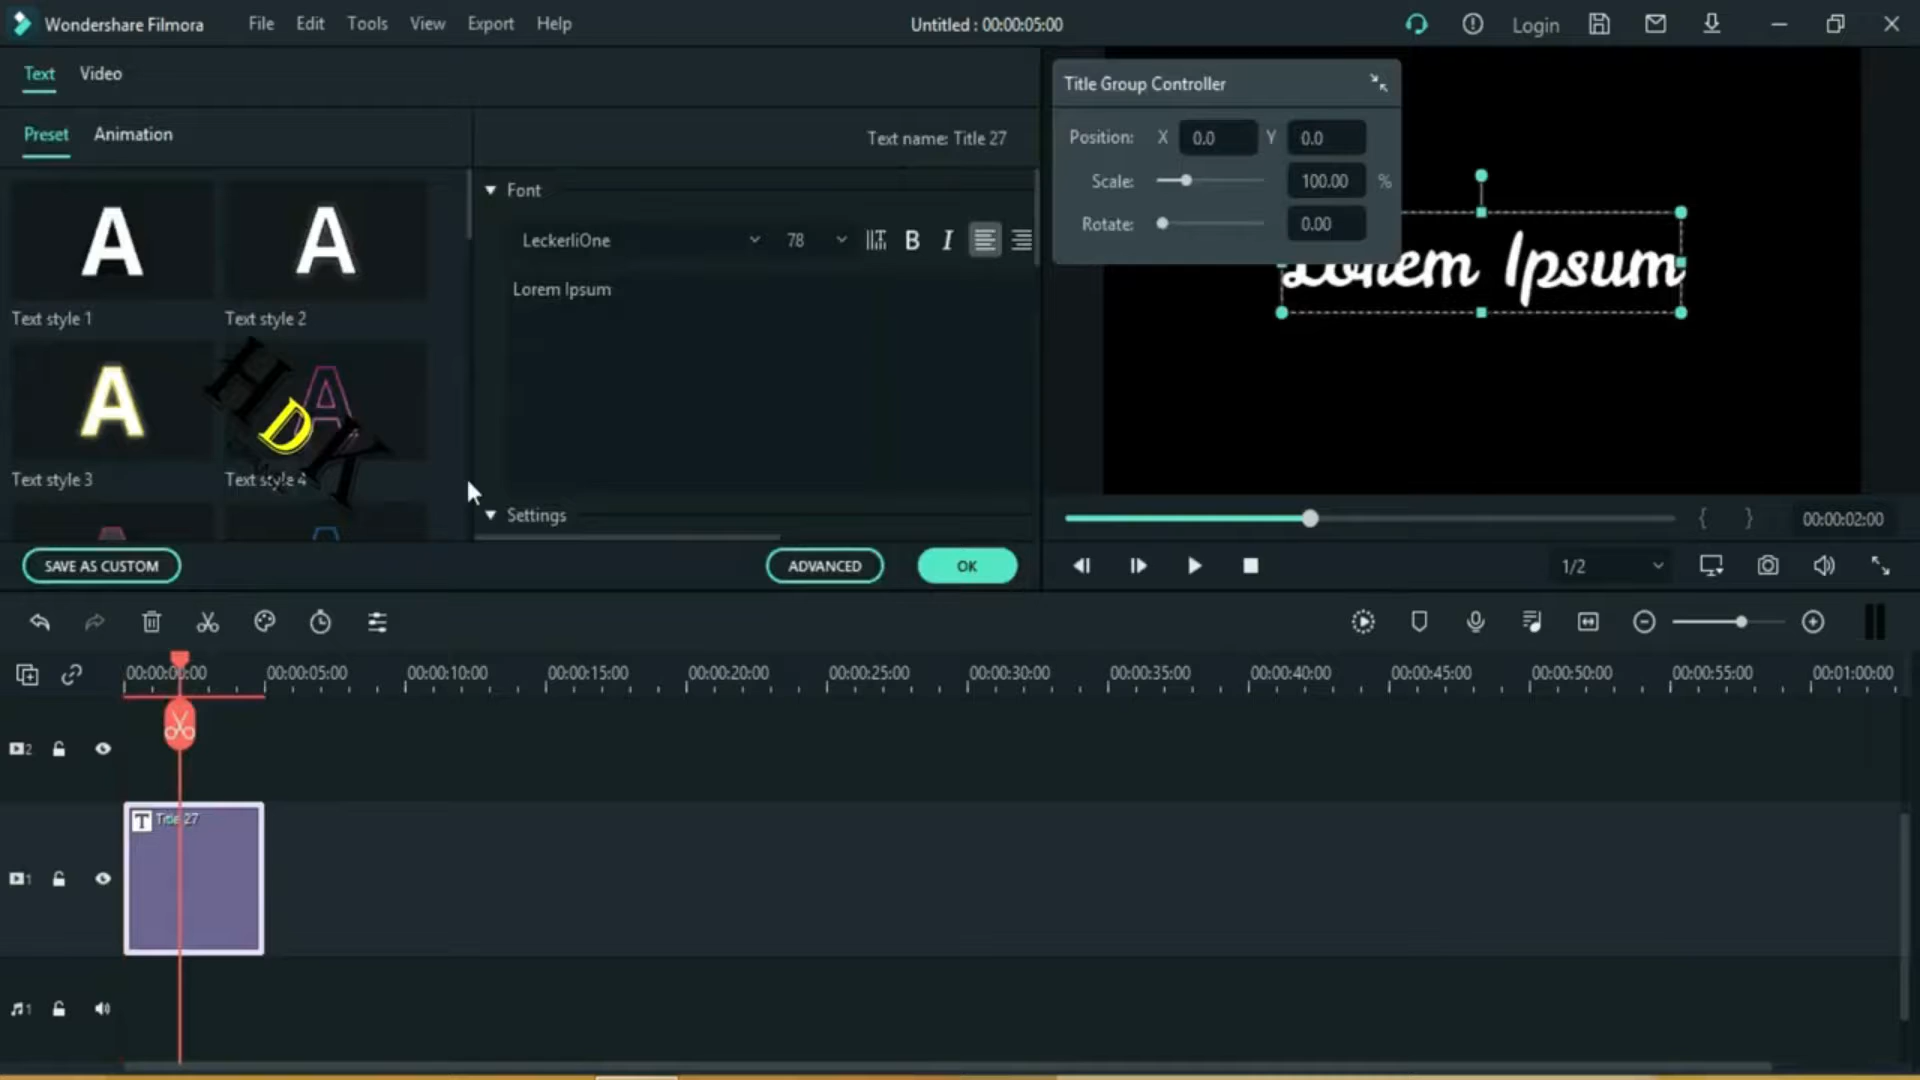 Wondershare Filmora File Edit Tools View Export Help Untitled : 00:00:05:00 Login
Text Video
Preset Animation
Text name: Title 27
A A
Text style 1 Text style 2
A A
Text style 3 Text style 4
HDK
Font
LeckerliOne 78 B I
Lorem Ipsum
Settings
SAVE AS CUSTOM ADVANCED OK
Title Group Controller
Position: X 0.0 Y 0.0
Scale: 100.00 %
Rotate: 0.00
Lorem Ipsum
{ } 00:00:02:00
1/2
00:00:00:00 00:00:05:00 00:00:10:00 00:00:15:00 00:00:20:00 00:00:25:00 00:00:30:00 00:00:35:00 00:00:40:00 00:00:45:00 00:00:50:00 00:00:55:00 00:01:00:00
2
T Title 27
1
1